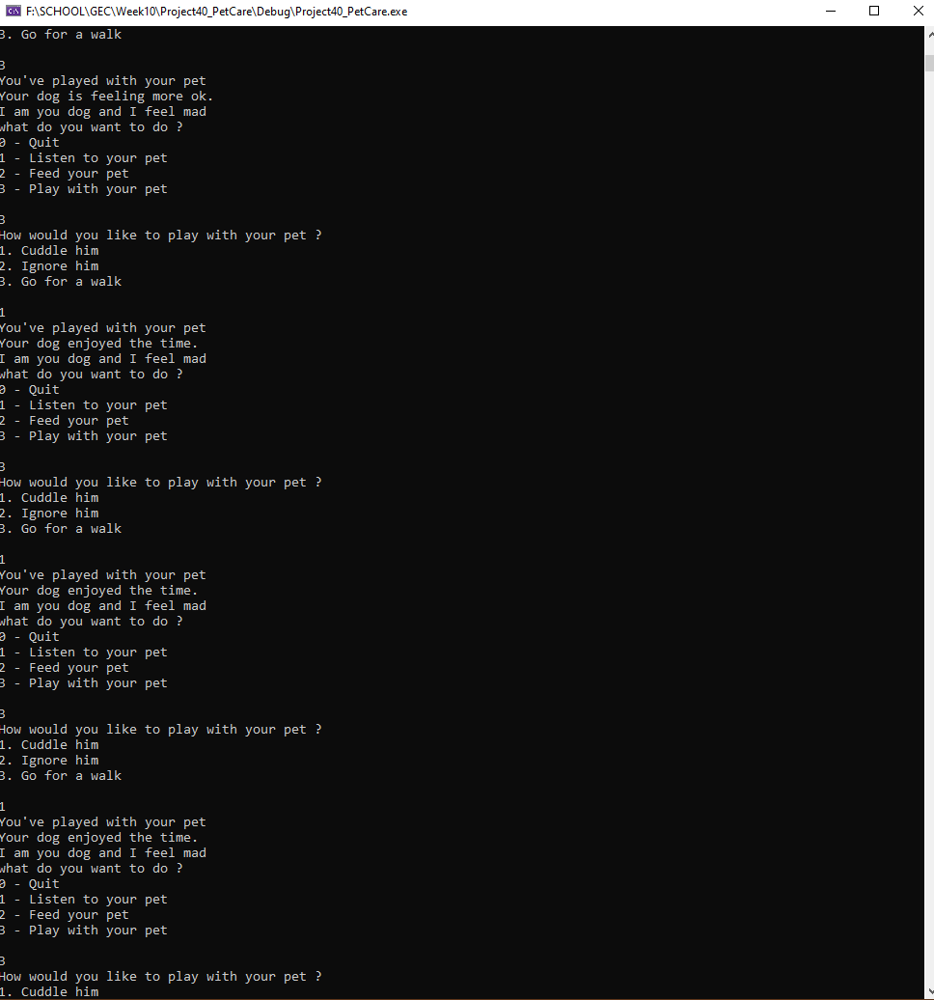 F:\SCHOOL\GEC\Week10\Project40_PetCare\Debug\Project40_PetCare.exe
3. Go for a walk
3
You've played with your pet
Your dog is feeling more ok.
I am you dog and I feel mad
what do you want to do ?
0 - Quit
1 - Listen to your pet
2 - Feed your pet
3 - Play with your pet
3
How would you like to play with your pet ?
1. Cuddle him
2. Ignore him
3. Go for a walk
1
You've played with your pet
Your dog enjoyed the time.
I am you dog and I feel mad
what do you want to do ?
0 - Quit
1 - Listen to your pet
2 - Feed your pet
3 - Play with your pet
3
How would you like to play with your pet ?
1. Cuddle him
2. Ignore him
3. Go for a walk
1
You've played with your pet
Your dog enjoyed the time.
I am you dog and I feel mad
what do you want to do ?
0 - Quit
1 - Listen to your pet
2 - Feed your pet
3 - Play with your pet
3
How would you like to play with your pet ?
1. Cuddle him
2. Ignore him
3. Go for a walk
1
You've played with your pet
Your dog enjoyed the time.
I am you dog and I feel mad
what do you want to do ?
0 - Quit
1 - Listen to your pet
2 - Feed your pet
3 - Play with your pet
3
How would you like to play with your pet ?
1. Cuddle him